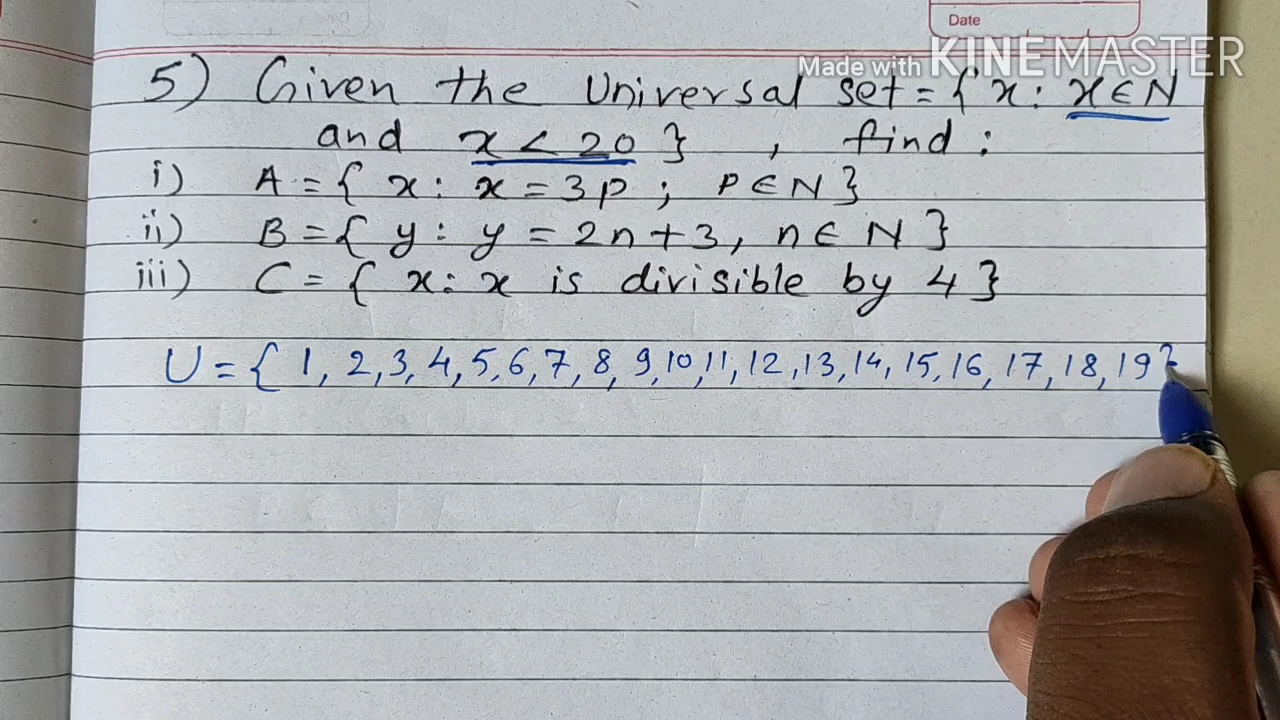 Date
Made with KINEMASTER
5) Given the Universal set = { x : x ∈ N
and x < 20 } , find :
i) A = { x : x = 3p ; P ∈ N }
ii) B = { y : y = 2n + 3, n ∈ N }
iii) C = { x : x is divisible by 4 }
U = { 1, 2, 3, 4, 5, 6, 7, 8, 9, 10, 11, 12, 13, 14, 15, 16, 17, 18, 19 }